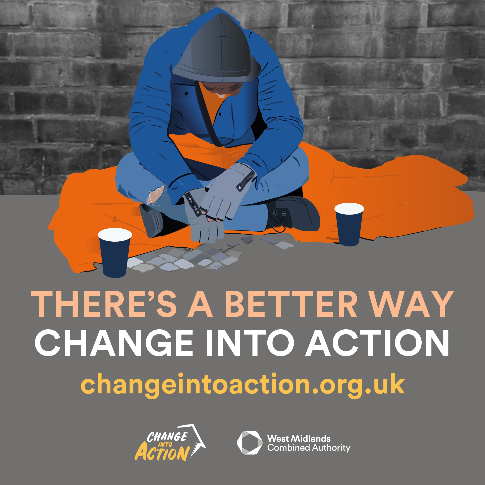 THERE'S A BETTER WAY
CHANGE INTO ACTION
changeintoaction.org.uk
CHANGE
INTO
ACTION
West Midlands
Combined Authority